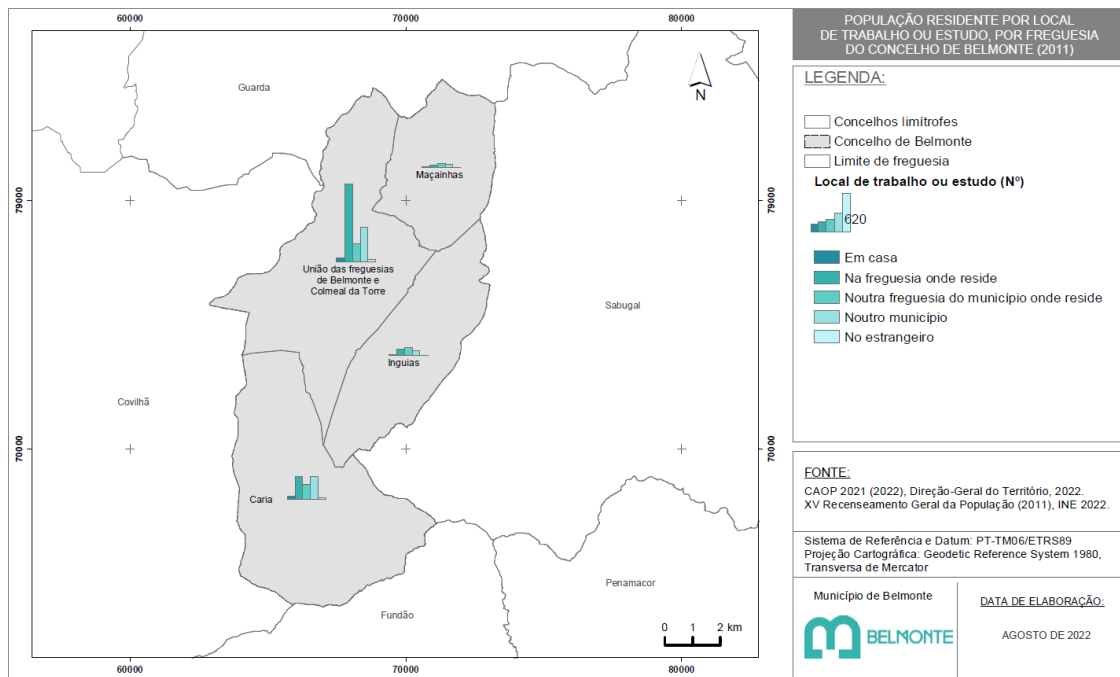 60000
70000
80000
POPULAÇÃO RESIDENTE POR LOCAL
DE TRABALHO OU ESTUDO, POR FREGUESIA
DO CONCELHO DE BELMONTE (2011)
LEGENDA:
Concelhos limítrofes
Concelho de Belmonte
Limite de freguesia
Local de trabalho ou estudo (Nº)
620
Em casa
Na freguesia onde reside
Noutra freguesia do município onde reside
Noutro município
No estrangeiro
Guarda
N
Maçainhas
79000
79000
União das freguesias
de Belmonte e
Colmeal da Torre
Sabugal
Inguias
Covilhã
70000
70000
Caria
Penamacor
Fundão
0 1 2 km
60000
70000
80000
FONTE:
CAOP 2021 (2022), Direção-Geral do Território, 2022.
XV Recenseamento Geral da População (2011), INE 2022.
Sistema de Referência e Datum: PT-TM06/ETRS89
Projeção Cartográfica: Geodetic Reference System 1980,
Transversa de Mercator
Município de Belmonte
BELMONTE
DATA DE ELABORAÇÃO:
AGOSTO DE 2022